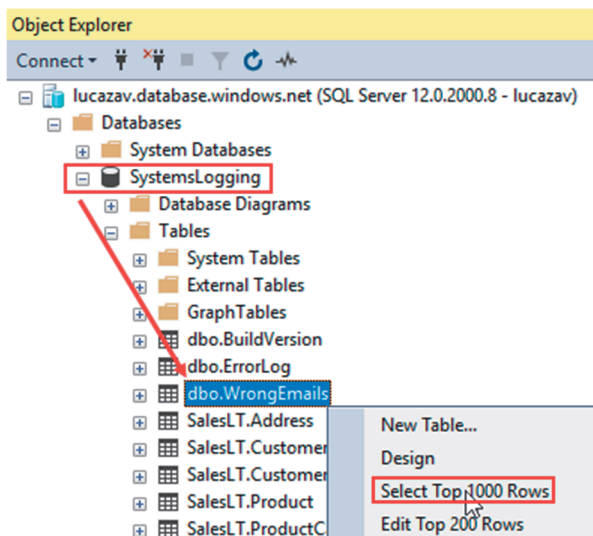 Object Explorer
Connect
lucazav.database.windows.net (SQL Server 12.0.2000.8 - lucazav)
Databases
System Databases
SystemsLogging
Database Diagrams
Tables
System Tables
External Tables
GraphTables
dbo.BuildVersion
dbo.ErrorLog
dbo.WrongEmails
SalesLT.Address
New Table...
SalesLT.Customer
Design
SalesLT.Customer
Select Top 1000 Rows
SalesLT.Product
Edit Top 200 Rows
SalesLT.ProductC